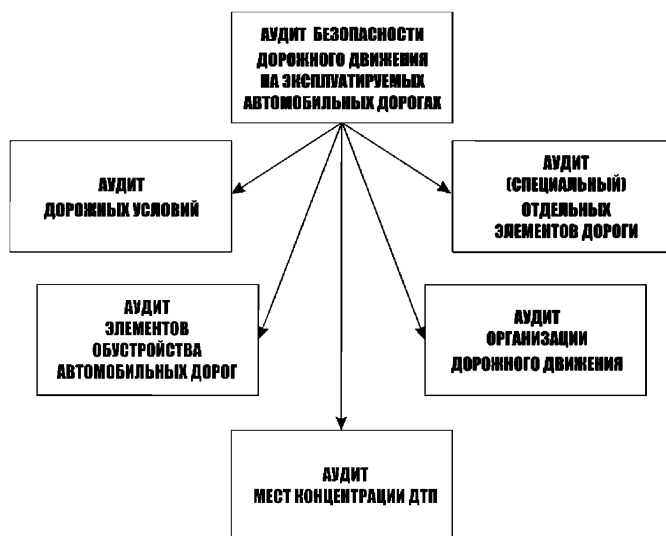 АУДИТ БЕЗОПАСНОСТИ
ДОРОЖНОГО ДВИЖЕНИЯ
НА ЭКСПЛУАТИРУЕМЫХ
АВТОМОБИЛЬНЫХ ДОРОГАХ
АУДИТ
ДОРОЖНЫХ УСЛОВИЙ
АУДИТ
(СПЕЦИАЛЬНЫЙ)
ОТДЕЛЬНЫХ
ЭЛЕМЕНТОВ ДОРОГИ
АУДИТ
ЭЛЕМЕНТОВ
ОБУСТРОЙСТВА
АВТОМОБИЛЬНЫХ ДОРОГ
АУДИТ
ОРГАНИЗАЦИИ
ДОРОЖНОГО ДВИЖЕНИЯ
АУДИТ
МЕСТ КОНЦЕНТРАЦИИ ДТП